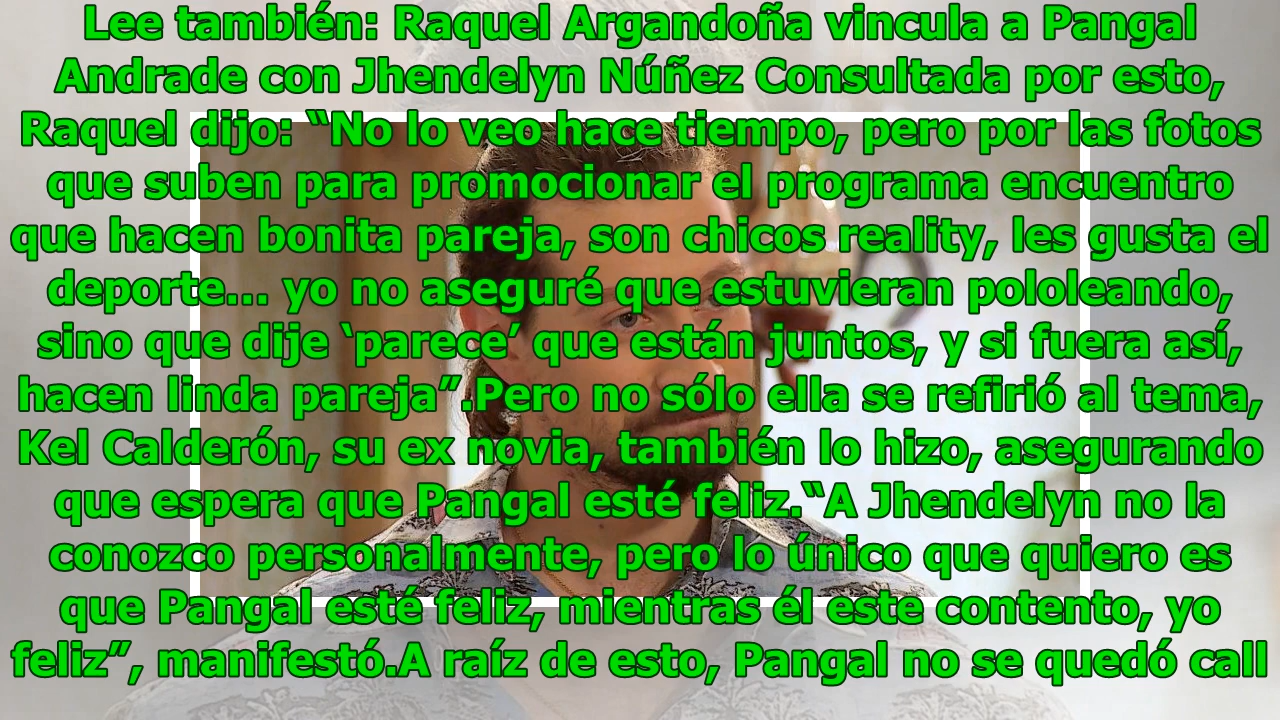 Lee también: Raquel Argandoña vincula a Pangal
Andrade con Jhendelyn Núñez Consultada por esto,
Raquel dijo: “No lo veo hace tiempo, pero por las fotos
que suben para promocionar el programa encuentro
que hacen bonita pareja, son chicos reality, les gusta el
deporte... yo no aseguré que estuvieran pololeando,
sino que dije ‘parece’ que están juntos, y si fuera así,
hacen linda pareja”.Pero no sólo ella se refirió al tema,
Kel Calderón, su ex novia, también lo hizo, asegurando
que espera que Pangal esté feliz.“A Jhendelyn no la
conozco personalmente, pero lo único que quiero es
que Pangal esté feliz, mientras él este contento, yo
feliz”, manifestó.A raíz de esto, Pangal no se quedó call